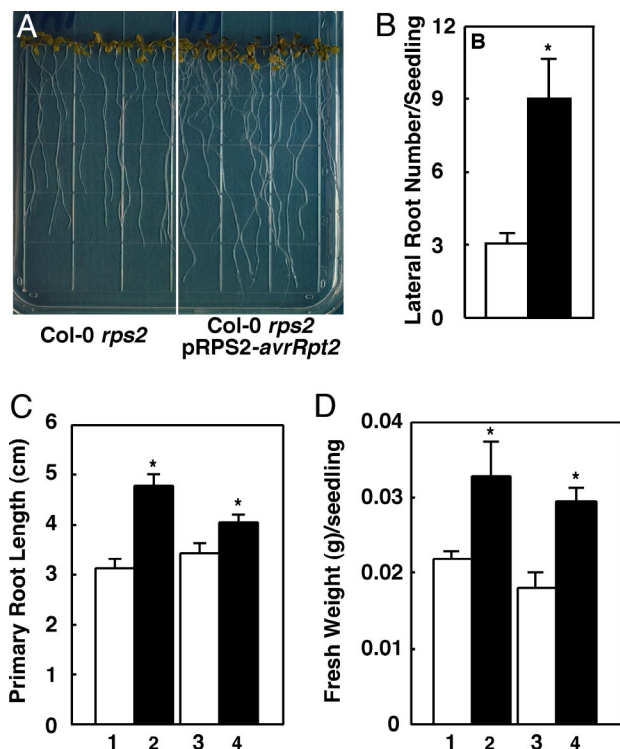 A
Col-0 rps2
Col-0 rps2
pRPS2-avrRpt2
B
B
Lateral Root Number/Seedling
12
9
6
3
0
*
C
Primary Root Length (cm)
6
5
4
3
2
1
0
*
*
1 2 3 4
D
Fresh Weight (g)/seedling
0.04
0.03
0.02
0.01
0
*
*
1 2 3 4